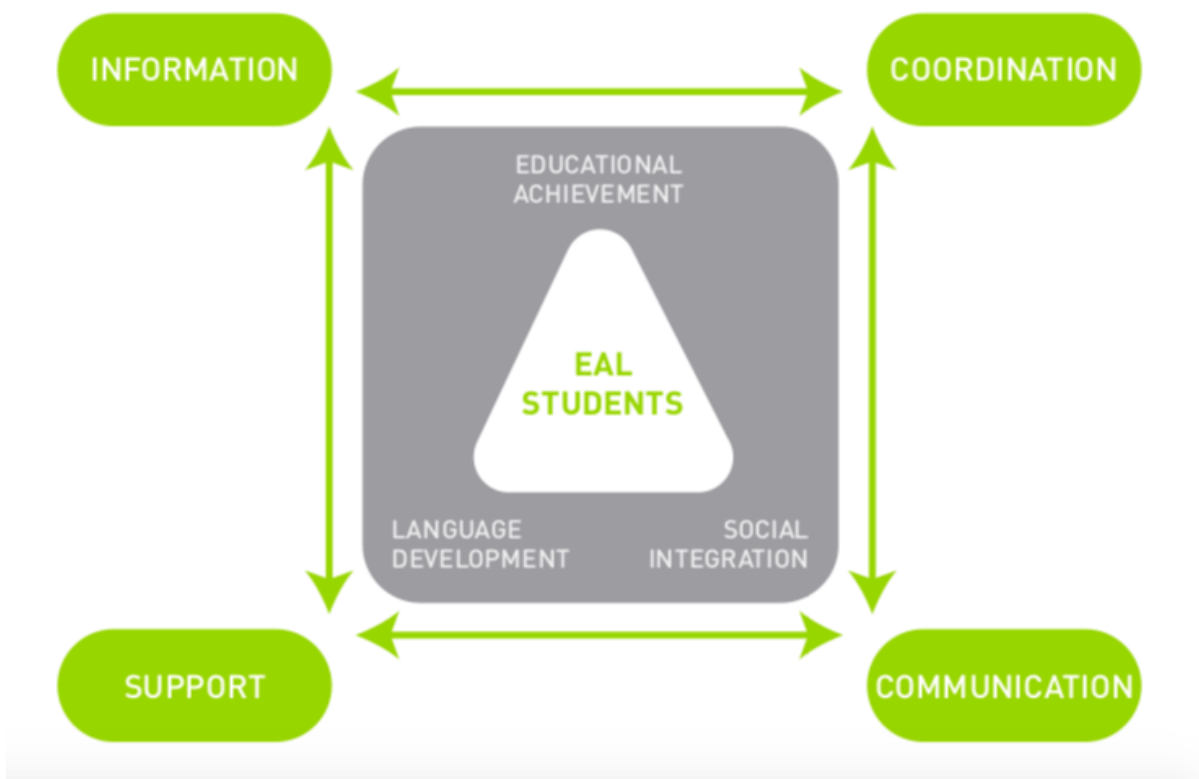 INFORMATION
COORDINATION
EDUCATIONAL
ACHIEVEMENT
EAL
STUDENTS
LANGUAGE
DEVELOPMENT
SOCIAL
INTEGRATION
SUPPORT
COMMUNICATION